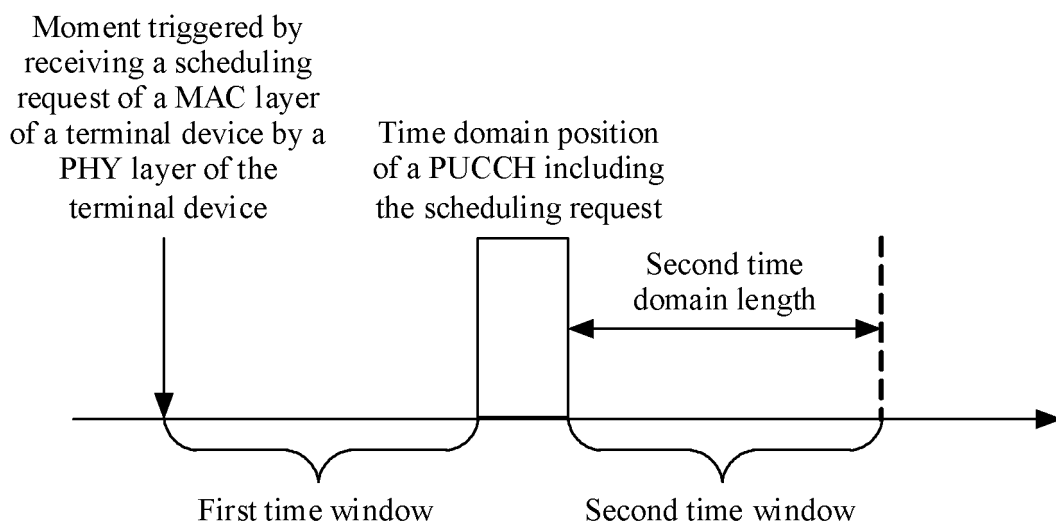 Moment triggered by
receiving a scheduling
request of a MAC layer
of a terminal device by a
PHY layer of the
terminal device
Time domain position
of a PUCCH including
the scheduling request
Second time
domain length
First time window
Second time window